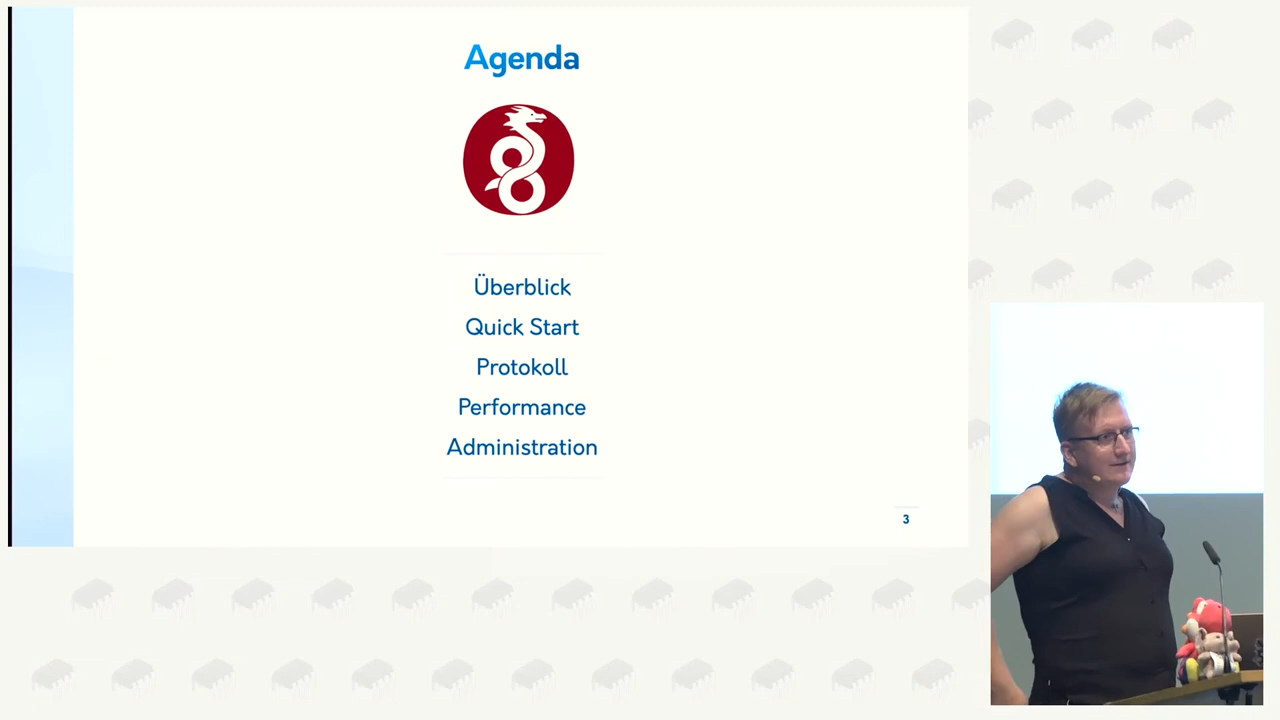 Agenda
Überblick
Quick Start
Protokoll
Performance
Administration
3